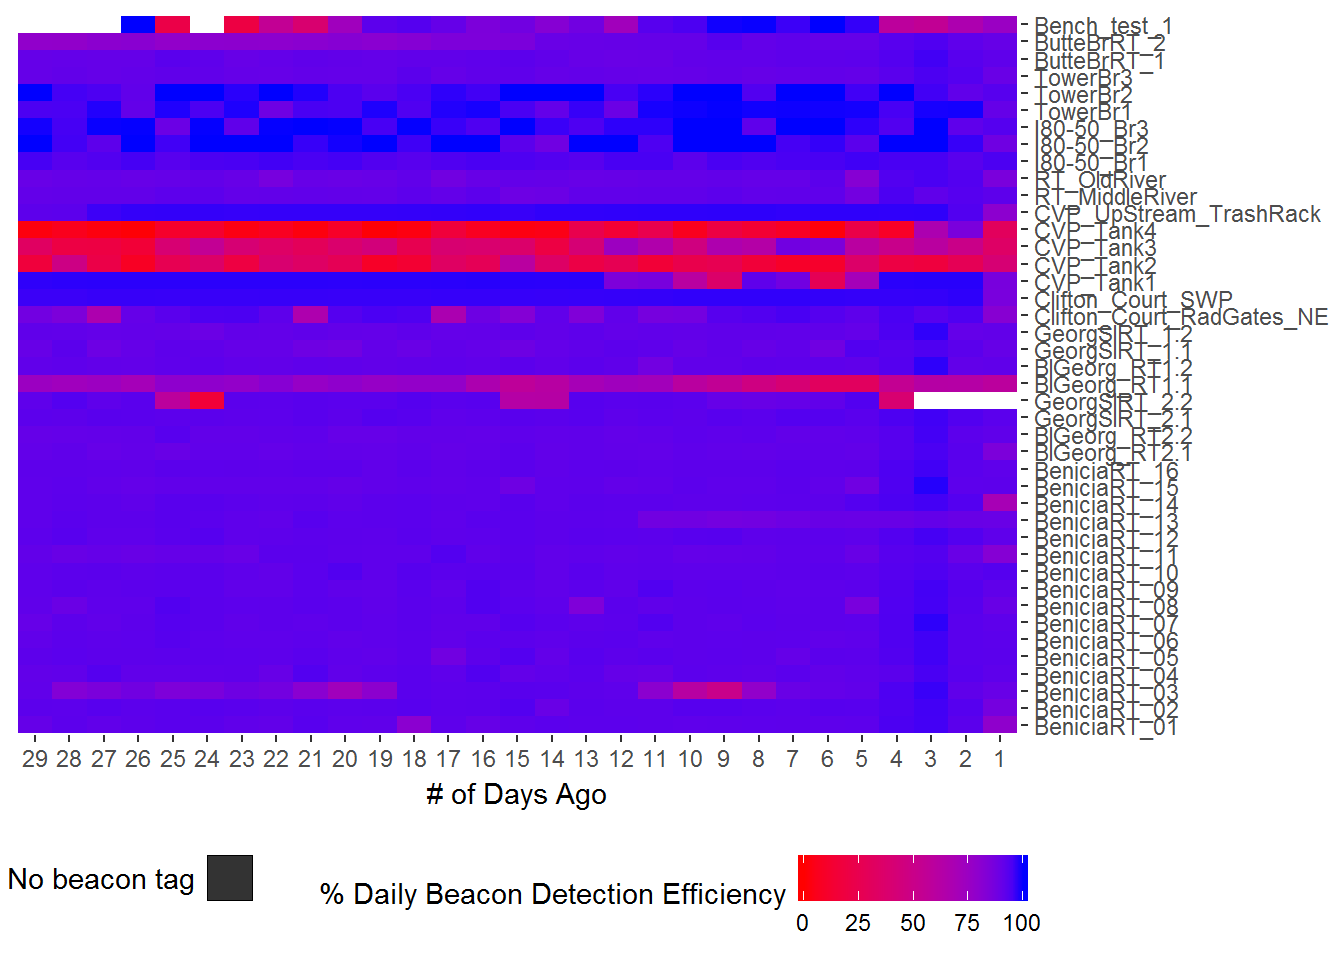 Bench_test_1
ButteBrRT_2
ButteBrRT_1
TowerBr3
TowerBr2
TowerBr1
I80-50_Br3
I80-50_Br2
I80-50_Br1
RT_OldRiver
RT_MiddleRiver
CVP_UpStream_TrashRack
CVP_Tank4
CVP_Tank3
CVP_Tank2
CVP_Tank1
Clifton_Court_SWP
Clifton_Court_RadGates_NE
GeorgSlRT_1.2
GeorgSlRT_1.1
BlGeorg_RT1.2
BlGeorg_RT1.1
GeorgSlRT_2.2
GeorgSlRT_2.1
BlGeorg_RT2.2
BlGeorg_RT2.1
BeniciaRT_16
BeniciaRT_15
BeniciaRT_14
BeniciaRT_13
BeniciaRT_12
BeniciaRT_11
BeniciaRT_10
BeniciaRT_09
BeniciaRT_08
BeniciaRT_07
BeniciaRT_06
BeniciaRT_05
BeniciaRT_04
BeniciaRT_03
BeniciaRT_02
BeniciaRT_01
29 28 27 26 25 24 23 22 21 20 19 18 17 16 15 14 13 12 11 10 9 8 7 6 5 4 3 2 1
# of Days Ago
No beacon tag
% Daily Beacon Detection Efficiency
0 25 50 75 100